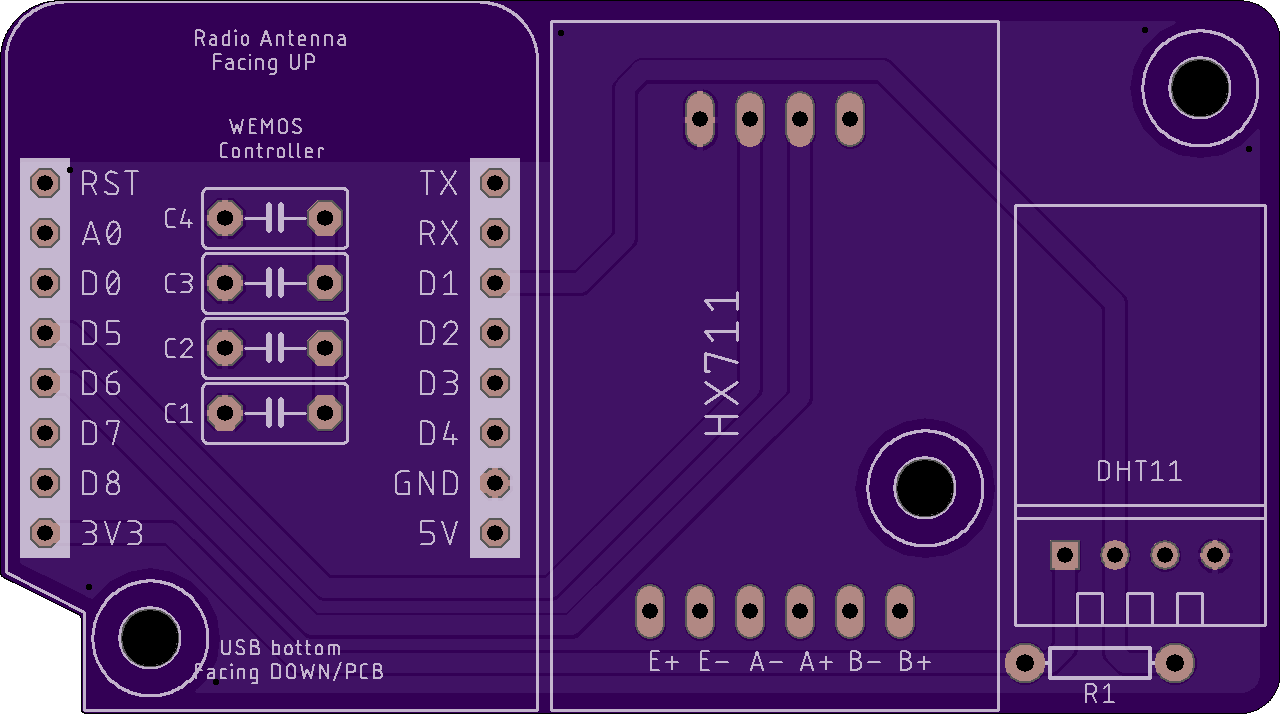 Radio Antenna
Facing UP
WEMOS
Controller
RST
A0
D0
D5
D6
D7
D8
3V3
C4
C3
C2
C1
TX
RX
D1
D2
D3
D4
GND
5V
USB bottom
Facing DOWN/PCB
HX711
E+ E- A- A+ B- B+
DHT11
R1